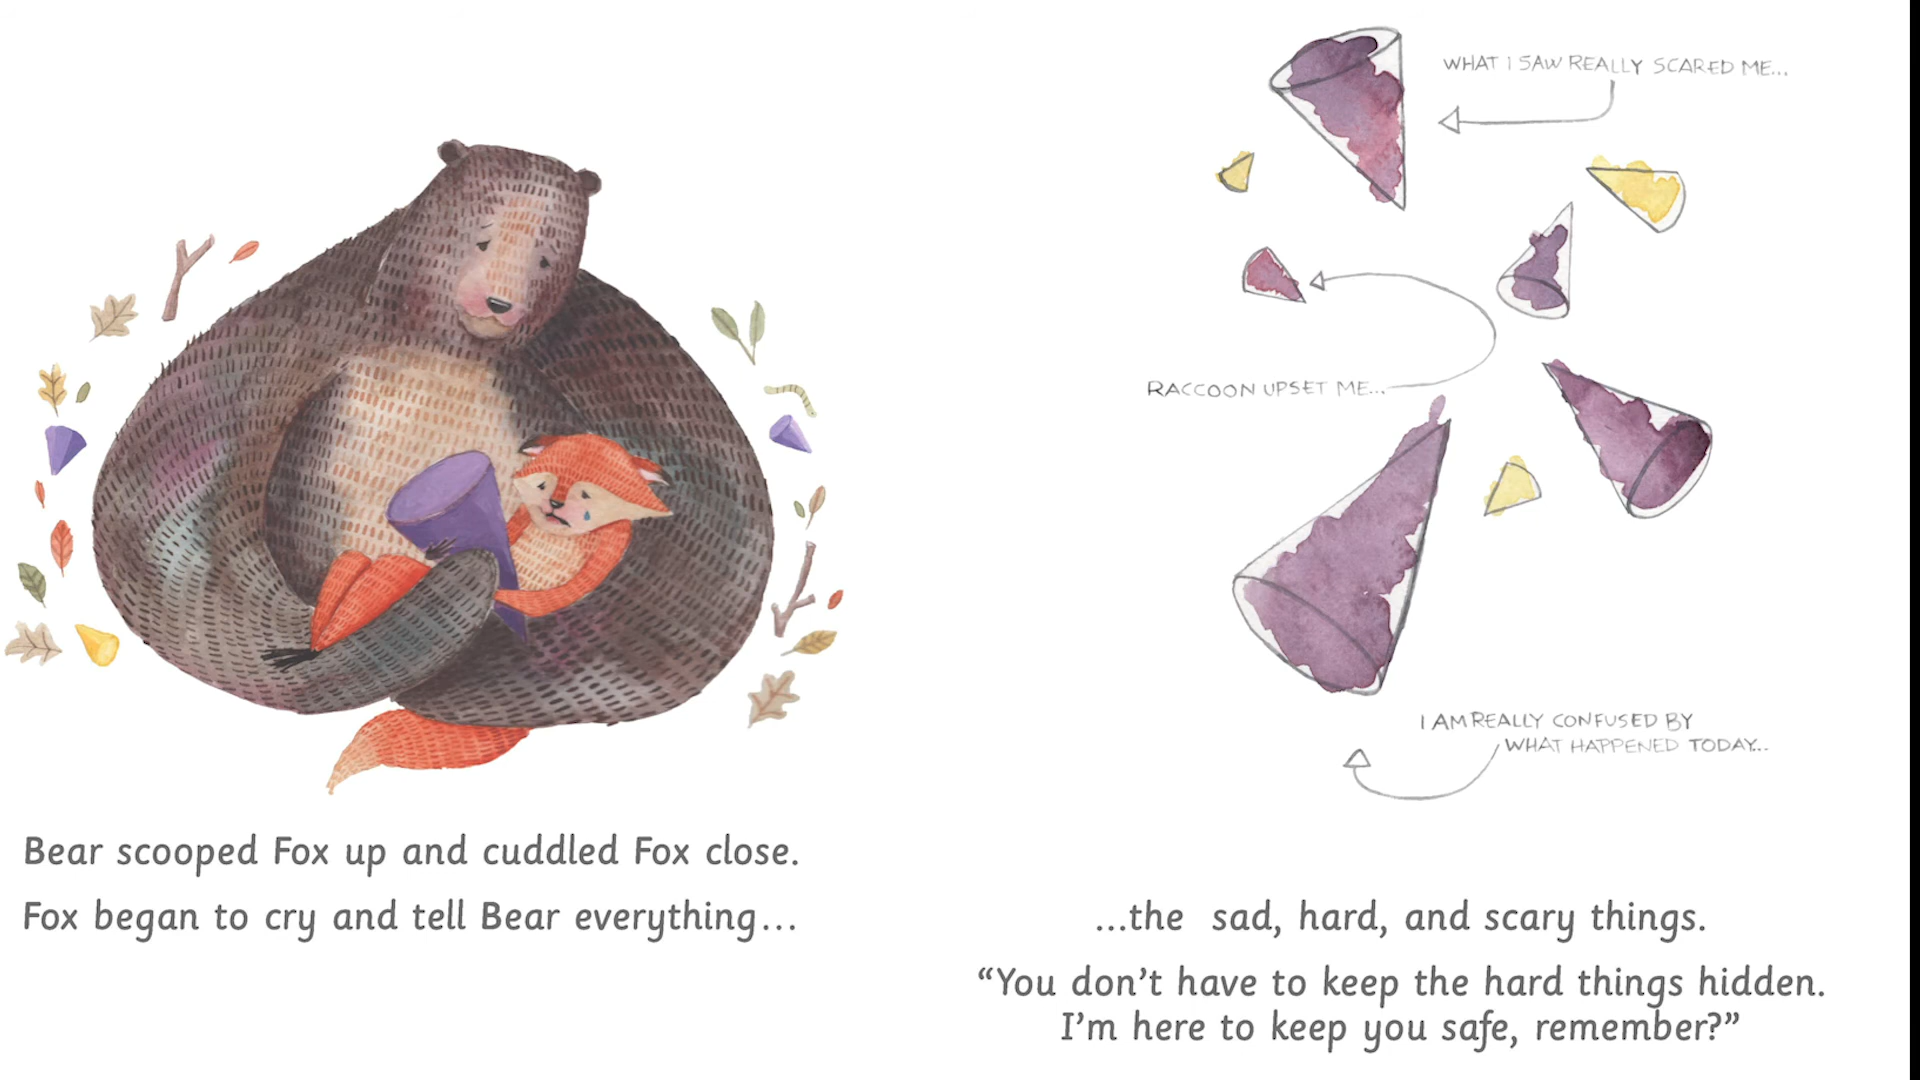 Bear scooped Fox up and cuddled Fox close.
Fox began to cry and tell Bear everything...
WHAT I SAW REALLY SCARED ME...
RACCOON UPSET ME...
I AM REALLY CONFUSED BY
WHAT HAPPENED TODAY...
...the sad, hard, and scary things.
“You don’t have to keep the hard things hidden.
I’m here to keep you safe, remember?”